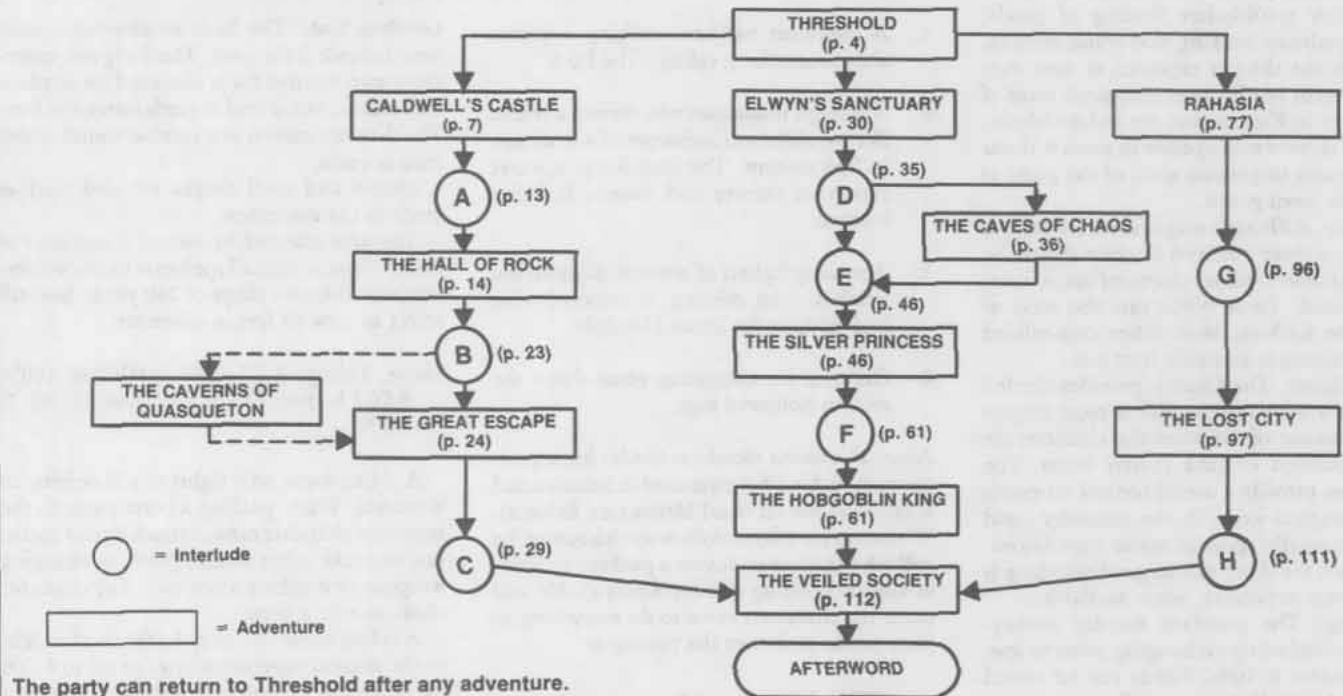 THRESHOLD
(p. 4)
CALDWELL'S CASTLE
(p. 7)
ELWYN'S SANCTUARY
(p. 30)
RAHASIA
(p. 77)
A
(p. 13)
D
(p. 35)
THE CAVES OF CHAOS
(p. 36)
THE HALL OF ROCK
(p. 14)
E
(p. 46)
G
(p. 96)
B
(p. 23)
THE SILVER PRINCESS
(p. 46)
THE CAVERNS OF
QUASQUETON
THE GREAT ESCAPE
(p. 24)
F
(p. 61)
THE LOST CITY
(p. 97)
THE HOBGOBLIN KING
(p. 61)
C
(p. 29)
H
(p. 111)
THE VEILED SOCIETY
(p. 112)
= Interlude
= Adventure
AFTERWORD
The party can return to Threshold after any adventure.